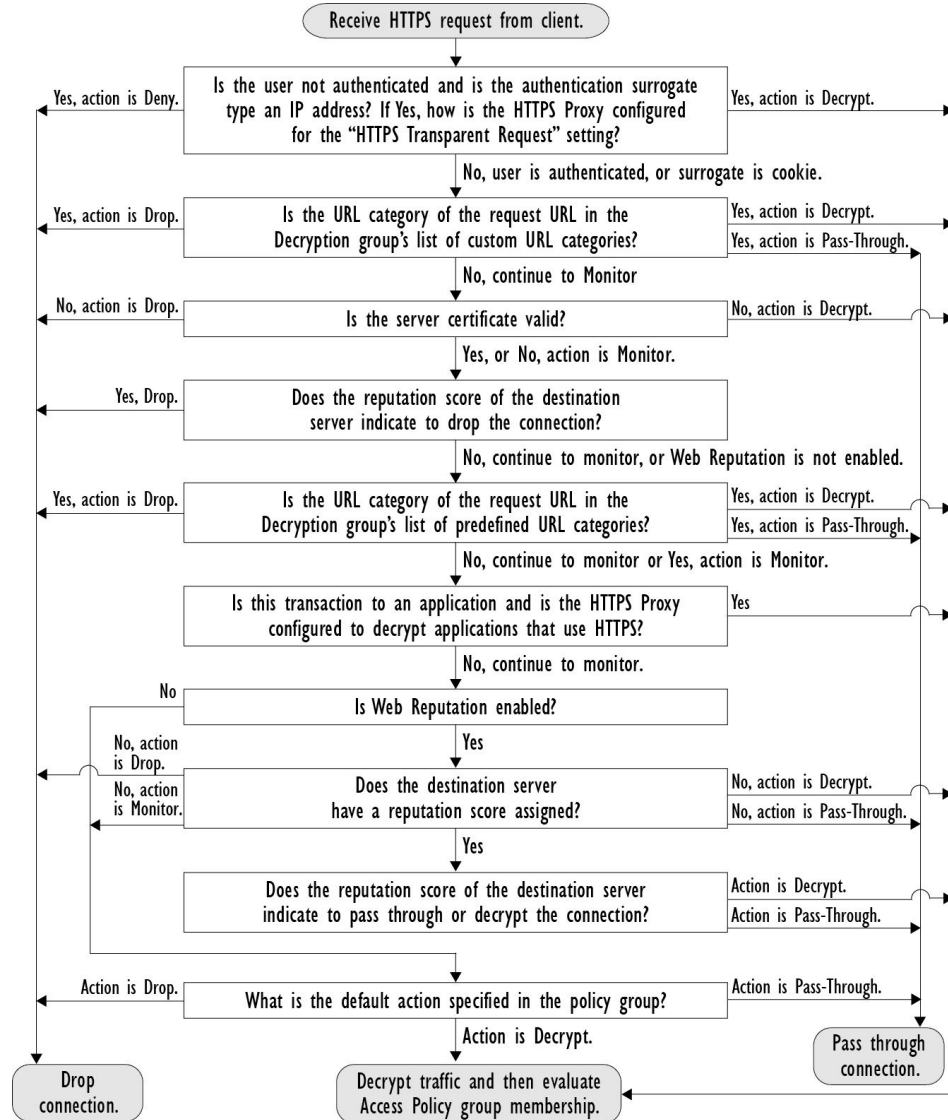 Receive HTTPS request from client.
Yes, action is Deny.
Is the user not authenticated and is the authentication surrogate
type an IP address? If Yes, how is the HTTPS Proxy configured
for the “HTTPS Transparent Request” setting?
Yes, action is Decrypt.
No, user is authenticated, or surrogate is cookie.
Yes, action is Drop.
Is the URL category of the request URL in the
Decryption group’s list of custom URL categories?
Yes, action is Decrypt.
Yes, action is Pass-Through.
No, continue to Monitor
No, action is Drop.
Is the server certificate valid?
No, action is Decrypt.
Yes, or No, action is Monitor.
Yes, Drop.
Does the reputation score of the destination
server indicate to drop the connection?
No, continue to monitor, or Web Reputation is not enabled.
Yes, action is Drop.
Is the URL category of the request URL in the
Decryption group’s list of predefined URL categories?
Yes, action is Decrypt.
Yes, action is Pass-Through.
No, continue to monitor or Yes, action is Monitor.
Is this transaction to an application and is the HTTPS Proxy
configured to decrypt applications that use HTTPS?
Yes
No, continue to monitor.
No
Is Web Reputation enabled?
Yes
No, action
is Drop.
No, action
is Monitor.
Does the destination server
have a reputation score assigned?
No, action is Decrypt.
No, action is Pass-Through.
Yes
Does the reputation score of the destination server
indicate to pass through or decrypt the connection?
Action is Decrypt.
Action is Pass-Through.
Action is Drop.
What is the default action specified in the policy group?
Action is Pass-Through.
Action is Decrypt.
Drop
connection.
Decrypt traffic and then evaluate
Access Policy group membership.
Pass through
connection.